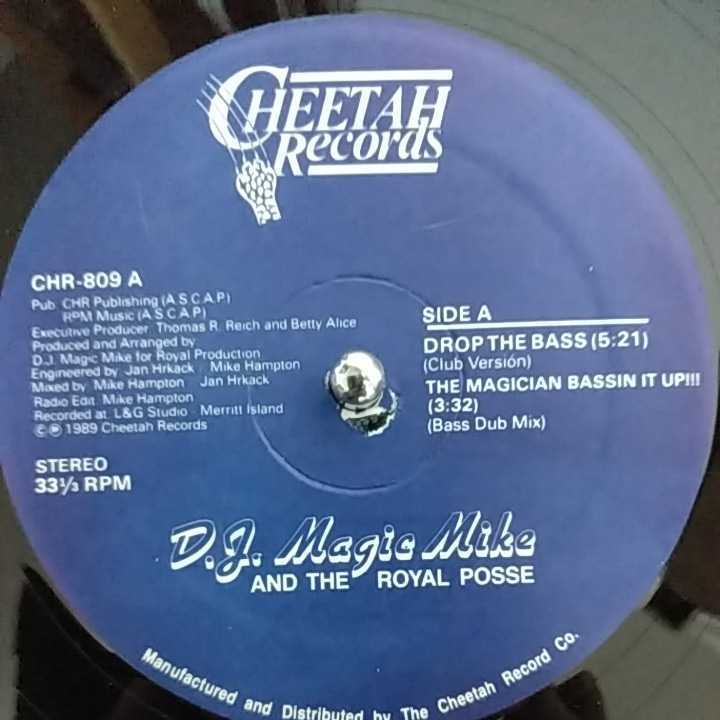 CHEETAH
Records
CHR-809 A
Pub. CHR Publishing (A.S.C.A.P.)
RPM Music (A.S.C.A.P.)
Executive Producer: Thomas R. Reich and Betty Alice
Produced and Arranged by
D.J. Magic Mike for Royal Production
Engineered by Jan Hrkack Mike Hampton
Mixed by Mike Hampton Jan Hrkack
Radio Edit Mike Hampton
Recorded at L&G Studio - Merritt Island
© ℗ 1989 Cheetah Records
STEREO
33⅓ RPM
SIDE A
DROP THE BASS (5:21)
(Club Versión)
THE MAGICIAN BASSIN IT UP!!!
(3:32)
(Bass Dub Mix)
D.J. Magic Mike
AND THE ROYAL POSSE
Manufactured and Distributed by The Cheetah Record Co.